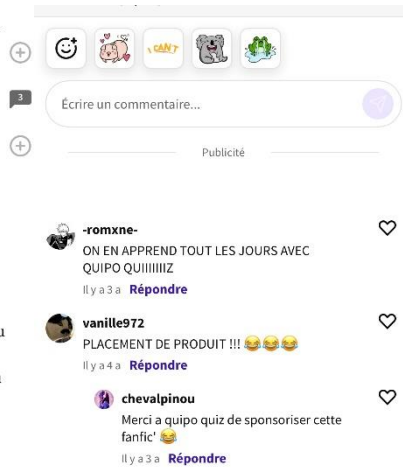 I CAN'T
3
Écrire un commentaire...
Publicité
-romxne-
ON EN APPREND TOUT LES JOURS AVEC
QUIPO QUIIIIIIIZ
Il y a 3 a Répondre
vanille972
PLACEMENT DE PRODUIT !!! 😂😂😂
Il y a 4 a Répondre
chevalpinou
Merci a quipo quiz de sponsoriser cette
fanfic' 😂
Il y a 3 a Répondre